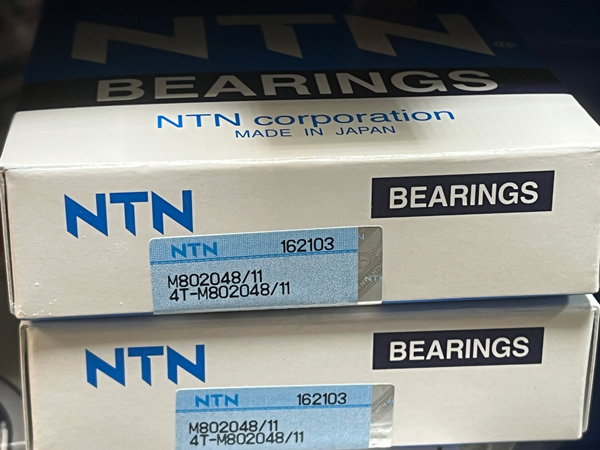 NTN®
BEARINGS
NTN corporation
MADE IN JAPAN
NTN
BEARINGS
NTN 162103
M802048/11
4T-M802048/11
NTN
BEARINGS
NTN 162103
M802048/11
4T-M802048/11